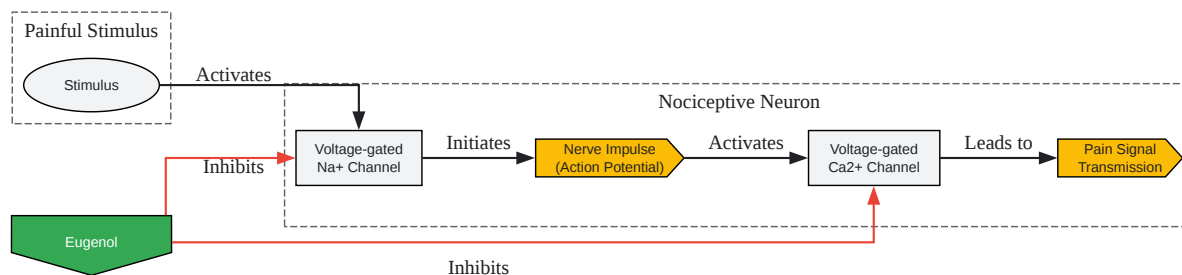 Painful Stimulus
Stimulus
Activates
Nociceptive Neuron
Voltage-gated
Na+ Channel
Initiates
Nerve Impulse
(Action Potential)
Activates
Voltage-gated
Ca2+ Channel
Leads to
Pain Signal
Transmission
Inhibits
Eugenol
Inhibits